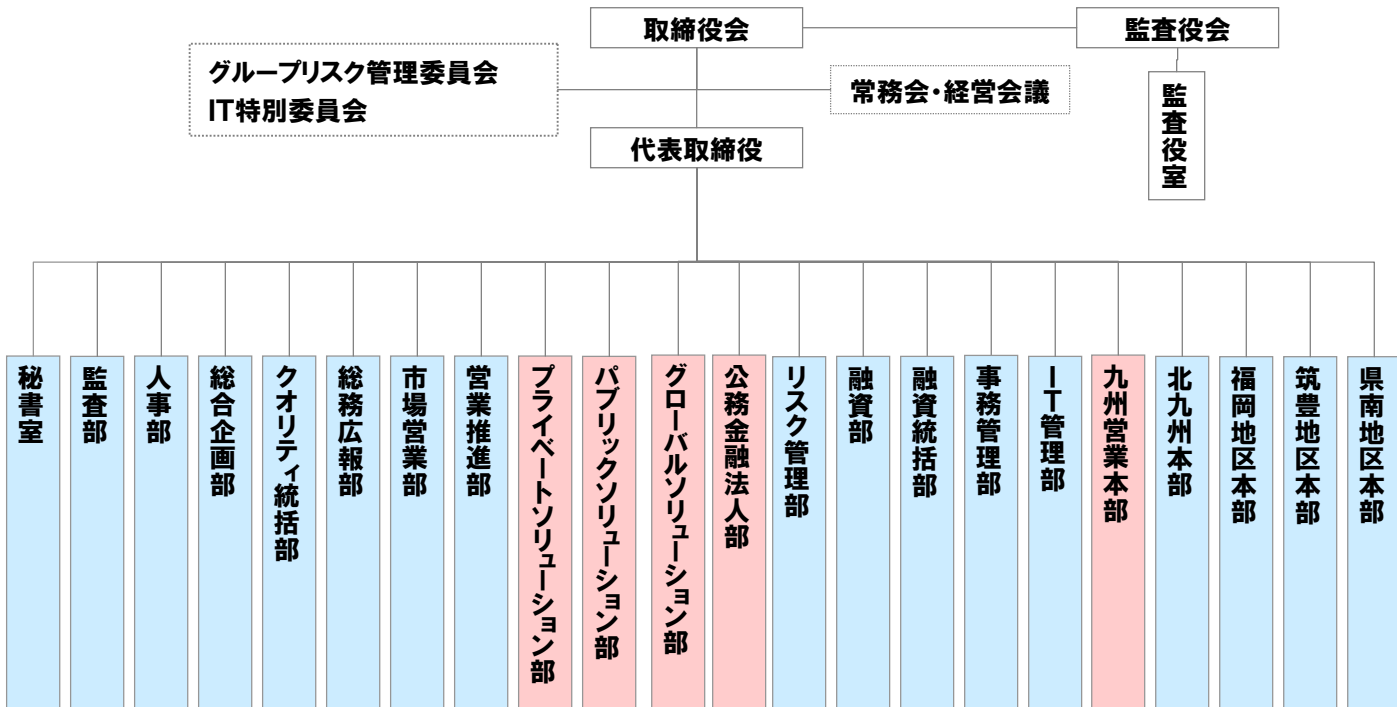 取締役会
監査役会
グループリスク管理委員会
IT特別委員会
常務会・経営会議
監査役室
代表取締役
秘書室
監査部
人事部
総合企画部
クオリティ統括部
総務広報部
市場営業部
営業推進部
プライベートソリューション部
パブリックソリューション部
グローバルソリューション部
公務金融法人部
リスク管理部
融資部
融資統括部
事務管理部
IT管理部
九州営業本部
北九州本部
福岡地区本部
筑豊地区本部
県南地区本部